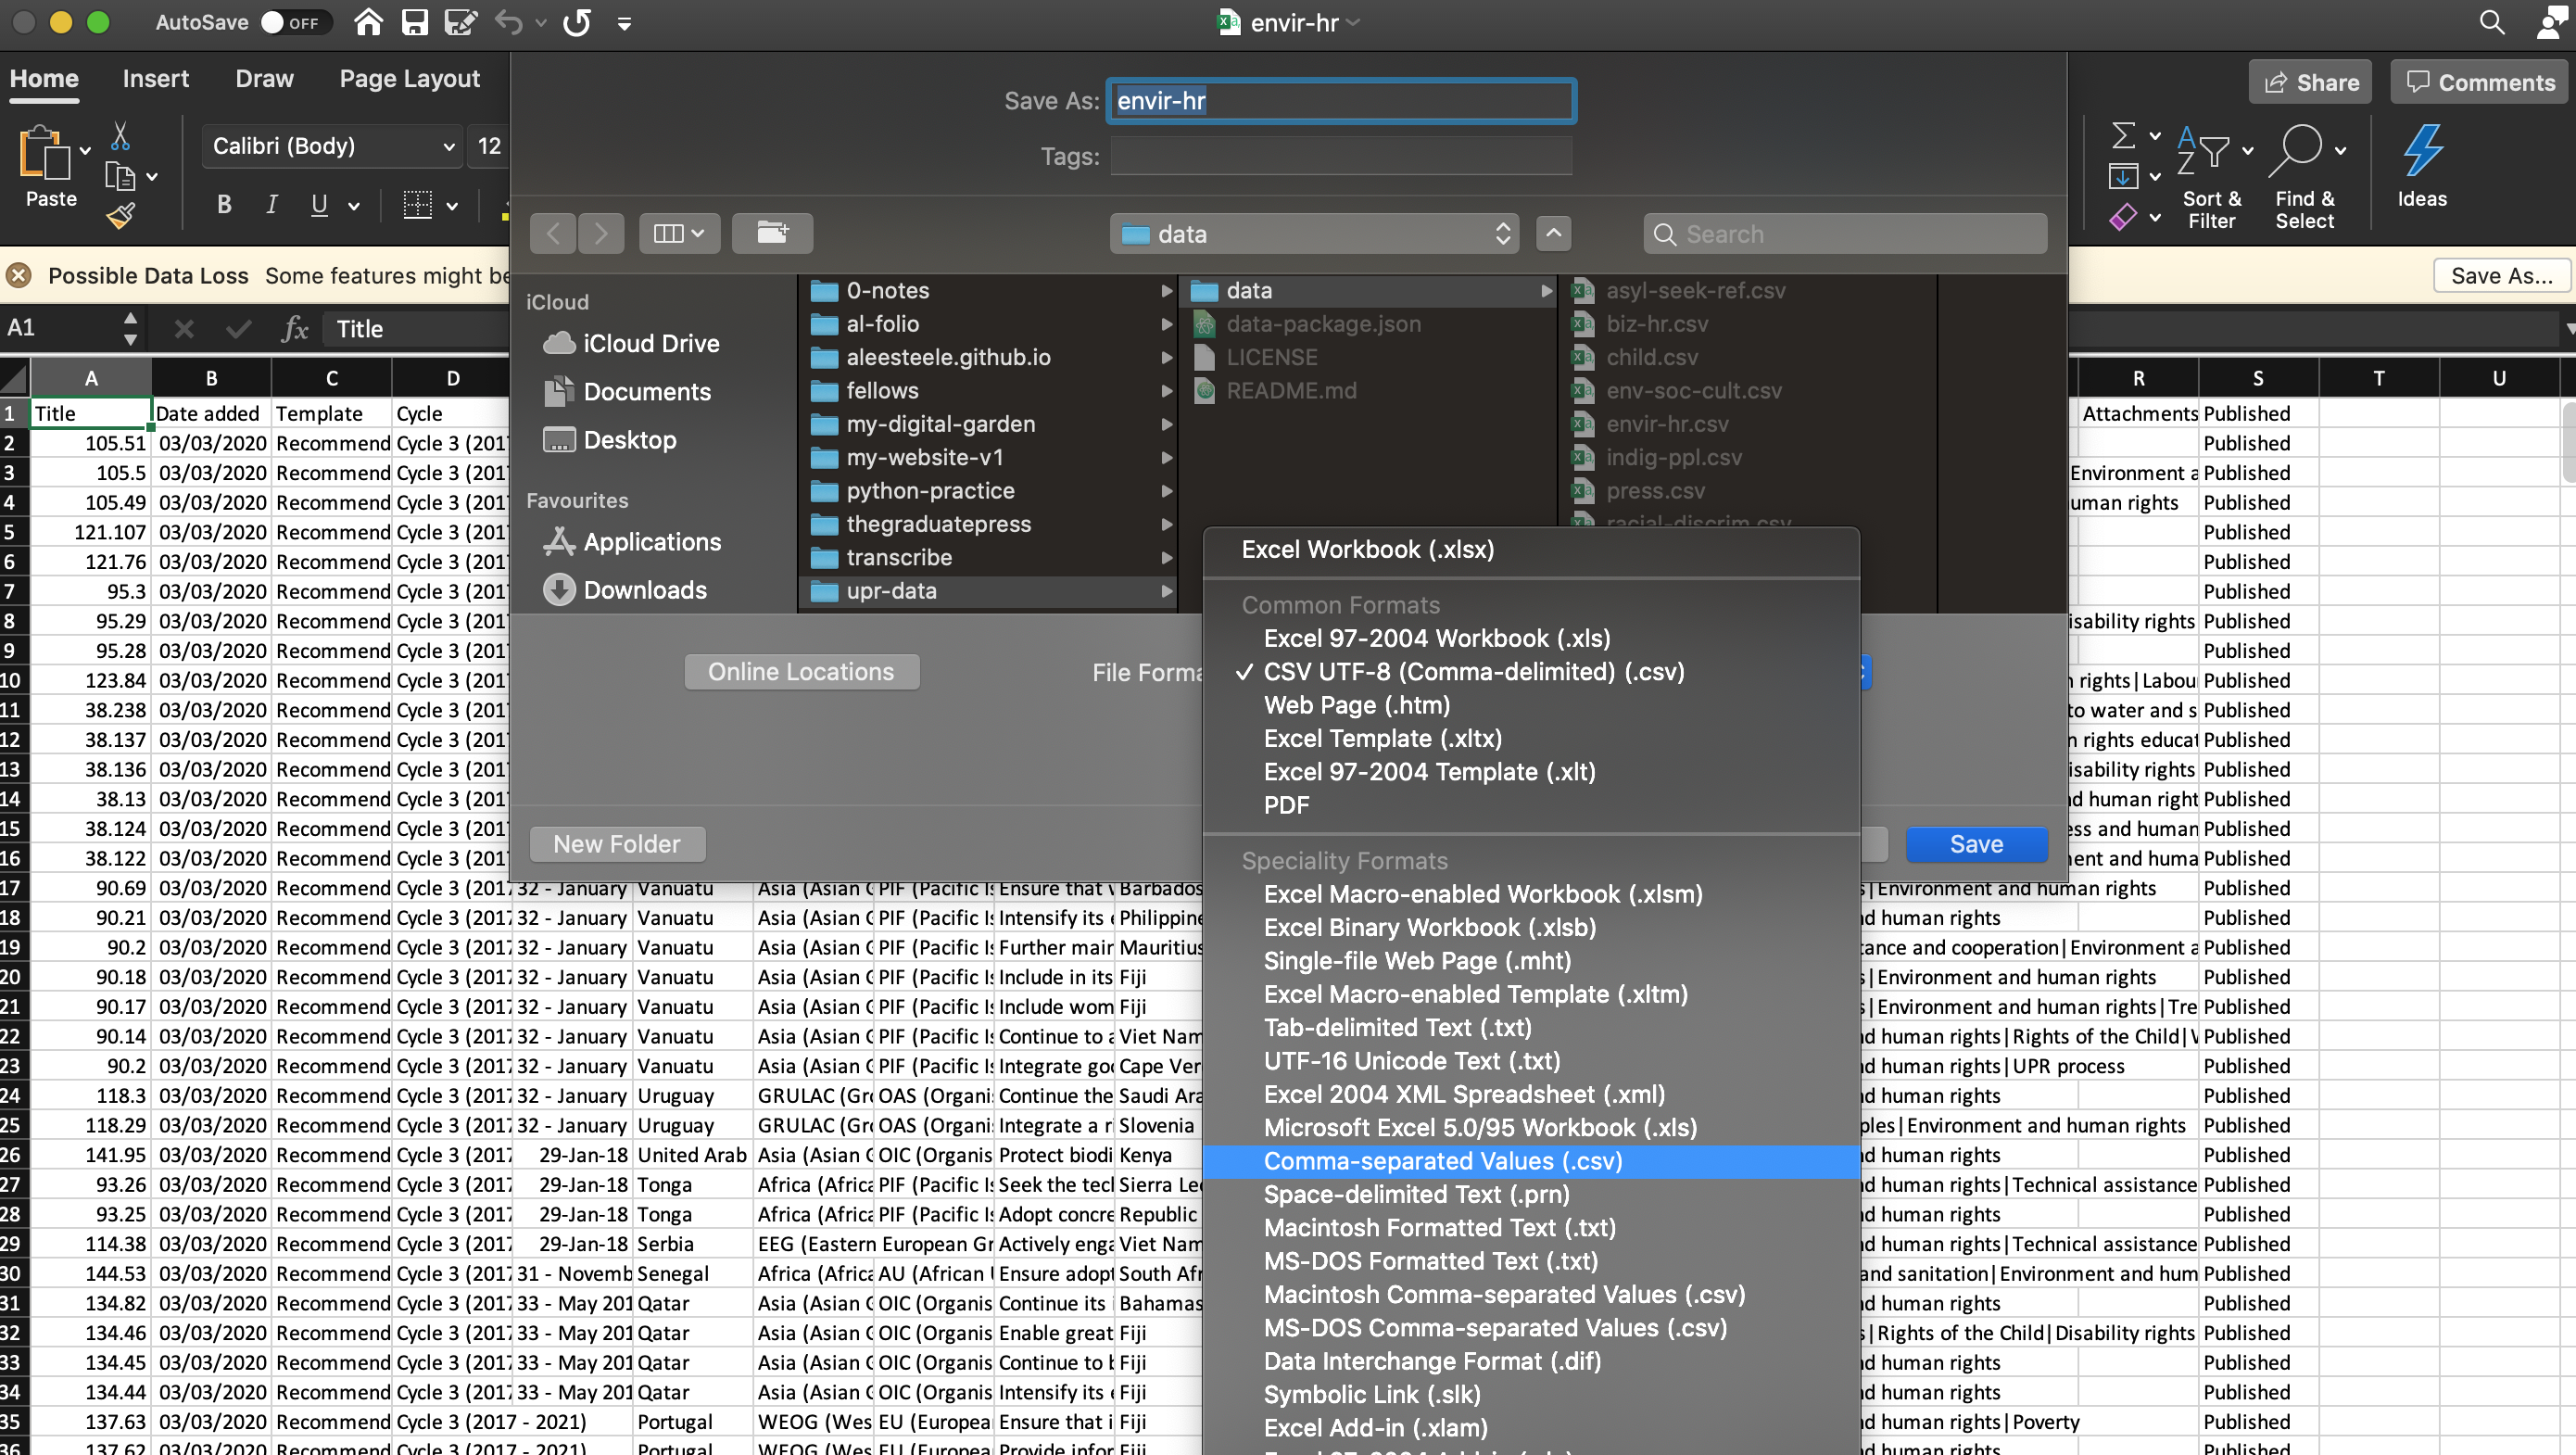 AutoSave OFF envir-hr
Home Insert Draw Page Layout Share Comments
Save As: envir-hr
Tags:
Paste Calibri (Body) 12 B I U Sort & Filter Find & Select Ideas
data Search
Possible Data Loss Some features might be Save As...
A1 fx Title
iCloud
iCloud Drive
Documents
Desktop
Favourites
Applications
Downloads
0-notes
al-folio
aleesteele.github.io
fellows
my-digital-garden
my-website-v1
python-practice
thegraduatepress
transcribe
upr-data
data
data-package.json
LICENSE
README.md
asyl-seek-ref.csv
biz-hr.csv
child.csv
env-soc-cult.csv
envir-hr.csv
indig-ppl.csv
press.csv
racial-discrim.csv
Online Locations File Forma
New Folder Save
Excel Workbook (.xlsx)
Common Formats
Excel 97-2004 Workbook (.xls)
✓ CSV UTF-8 (Comma-delimited) (.csv)
Web Page (.htm)
Excel Template (.xltx)
Excel 97-2004 Template (.xlt)
PDF
Speciality Formats
Excel Macro-enabled Workbook (.xlsm)
Excel Binary Workbook (.xlsb)
Single-file Web Page (.mht)
Excel Macro-enabled Template (.xltm)
Tab-delimited Text (.txt)
UTF-16 Unicode Text (.txt)
Excel 2004 XML Spreadsheet (.xml)
Microsoft Excel 5.0/95 Workbook (.xls)
Comma-separated Values (.csv)
Space-delimited Text (.prn)
Macintosh Formatted Text (.txt)
MS-DOS Formatted Text (.txt)
Macintosh Comma-separated Values (.csv)
MS-DOS Comma-separated Values (.csv)
Data Interchange Format (.dif)
Symbolic Link (.slk)
Excel Add-in (.xlam)
A B C D R S T U
1 Title Date added Template Cycle Attachments Published
2 105.51 03/03/2020 Recommend Cycle 3 (201 Published
3 105.5 03/03/2020 Recommend Cycle 3 (201 Environment a Published
4 105.49 03/03/2020 Recommend Cycle 3 (201 uman rights Published
5 121.107 03/03/2020 Recommend Cycle 3 (201 Published
6 121.76 03/03/2020 Recommend Cycle 3 (201 Published
7 95.3 03/03/2020 Recommend Cycle 3 (201 Published
8 95.29 03/03/2020 Recommend Cycle 3 (201 isability rights Published
9 95.28 03/03/2020 Recommend Cycle 3 (201 Published
10 123.84 03/03/2020 Recommend Cycle 3 (201 rights|Labou Published
11 38.238 03/03/2020 Recommend Cycle 3 (201 to water and s Published
12 38.137 03/03/2020 Recommend Cycle 3 (201 n rights educat Published
13 38.136 03/03/2020 Recommend Cycle 3 (201 isability rights Published
14 38.13 03/03/2020 Recommend Cycle 3 (201 d human right Published
15 38.124 03/03/2020 Recommend Cycle 3 (201 ess and human Published
16 38.122 03/03/2020 Recommend Cycle 3 (201 ent and huma Published
17 90.69 03/03/2020 Recommend Cycle 3 (2017 32 - January Vanuatu Asia (Asian G PIF (Pacific Is Ensure that v Barbados s|Environment and human rights Published
18 90.21 03/03/2020 Recommend Cycle 3 (2017 32 - January Vanuatu Asia (Asian G PIF (Pacific Is Intensify its e Philippine d human rights Published
19 90.2 03/03/2020 Recommend Cycle 3 (2017 32 - January Vanuatu Asia (Asian G PIF (Pacific Is Further mair Mauritius tance and cooperation|Environment a Published
20 90.18 03/03/2020 Recommend Cycle 3 (2017 32 - January Vanuatu Asia (Asian G PIF (Pacific Is Include in its Fiji s|Environment and human rights Published
21 90.17 03/03/2020 Recommend Cycle 3 (2017 32 - January Vanuatu Asia (Asian G PIF (Pacific Is Include wom Fiji s|Environment and human rights|Tre Published
22 90.14 03/03/2020 Recommend Cycle 3 (2017 32 - January Vanuatu Asia (Asian G PIF (Pacific Is Continue to a Viet Nam d human rights|Rights of the Child| Published
23 90.2 03/03/2020 Recommend Cycle 3 (2017 32 - January Vanuatu Asia (Asian G PIF (Pacific Is Integrate goo Cape Ver d human rights|UPR process Published
24 118.3 03/03/2020 Recommend Cycle 3 (2017 32 - January Uruguay GRULAC (Gro OAS (Organi Continue the Saudi Ara d human rights Published
25 118.29 03/03/2020 Recommend Cycle 3 (2017 32 - January Uruguay GRULAC (Gro OAS (Organi Integrate a ri Slovenia ples|Environment and human rights Published
26 141.95 03/03/2020 Recommend Cycle 3 (2017 29-Jan-18 United Arab Asia (Asian G OIC (Organis Protect biodi Kenya d human rights Published
27 93.26 03/03/2020 Recommend Cycle 3 (2017 29-Jan-18 Tonga Africa (Africa PIF (Pacific Is Seek the tecl Sierra Leo d human rights|Technical assistance Published
28 93.25 03/03/2020 Recommend Cycle 3 (2017 29-Jan-18 Tonga Africa (Africa PIF (Pacific Is Adopt concre Republic d human rights Published
29 114.38 03/03/2020 Recommend Cycle 3 (2017 29-Jan-18 Serbia EEG (Eastern European Gr Actively enga Viet Nam d human rights|Technical assistance Published
30 144.53 03/03/2020 Recommend Cycle 3 (2017 31 - Novemb Senegal Africa (Africa AU (African U Ensure adopt South Afr and sanitation|Environment and hum Published
31 134.82 03/03/2020 Recommend Cycle 3 (2017 33 - May 201 Qatar Asia (Asian G OIC (Organis Continue its Bahamas d human rights Published
32 134.46 03/03/2020 Recommend Cycle 3 (2017 33 - May 201 Qatar Asia (Asian G OIC (Organis Enable great Fiji s|Rights of the Child|Disability rights Published
33 134.45 03/03/2020 Recommend Cycle 3 (2017 33 - May 201 Qatar Asia (Asian G OIC (Organis Continue to b Fiji d human rights Published
34 134.44 03/03/2020 Recommend Cycle 3 (2017 33 - May 201 Qatar Asia (Asian G OIC (Organis Intensify its e Fiji d human rights Published
35 137.63 03/03/2020 Recommend Cycle 3 (2017 - 2021) Portugal WEOG (Wes EU (Europea Ensure that i Fiji d human rights|Poverty Published
36 137.62 03/03/2020 Recommend Cycle 3 (2017 - 2021) Portugal WEOG (Wes EU (Europea Provide infor Fiji d human rights Published